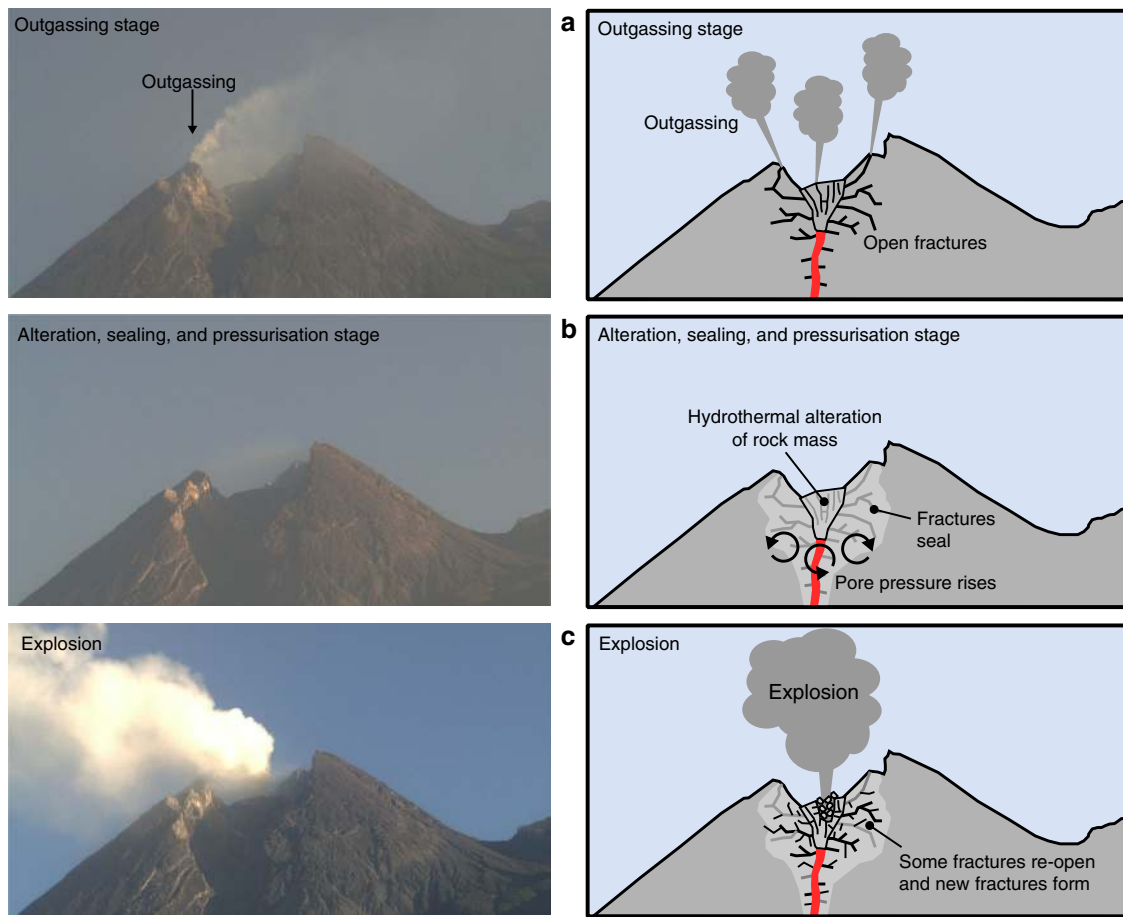 Outgassing stage
Outgassing
a
Outgassing stage
Outgassing
Open fractures
Alteration, sealing, and pressurisation stage
b
Alteration, sealing, and pressurisation stage
Hydrothermal alteration
of rock mass
Fractures
seal
Pore pressure rises
Explosion
c
Explosion
Explosion
Some fractures re-open
and new fractures form